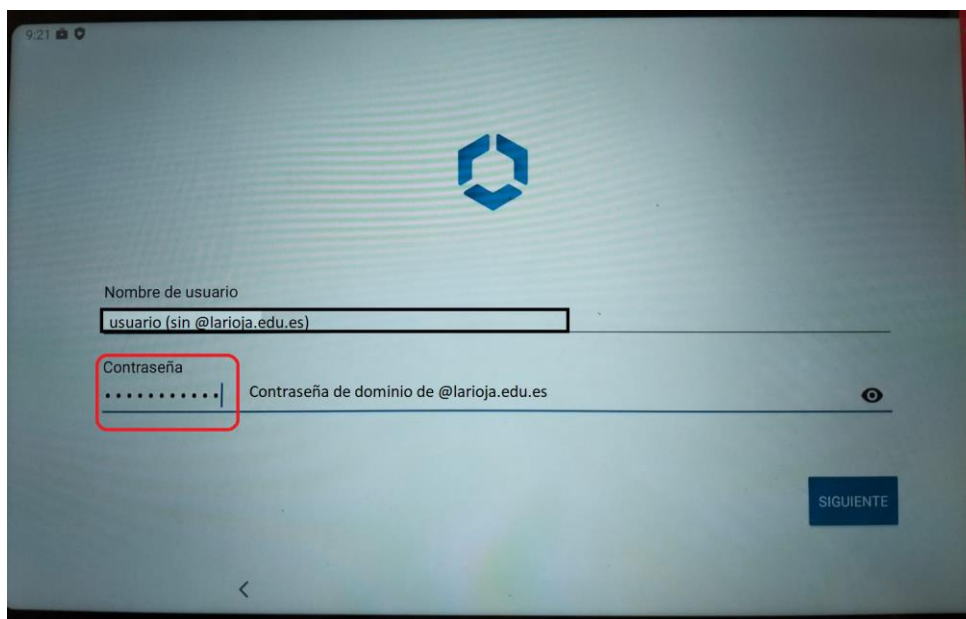 9:21
Nombre de usuario
usuario (sin @larioja.edu.es)
Contraseña
••••••••••• Contraseña de dominio de @larioja.edu.es
SIGUIENTE